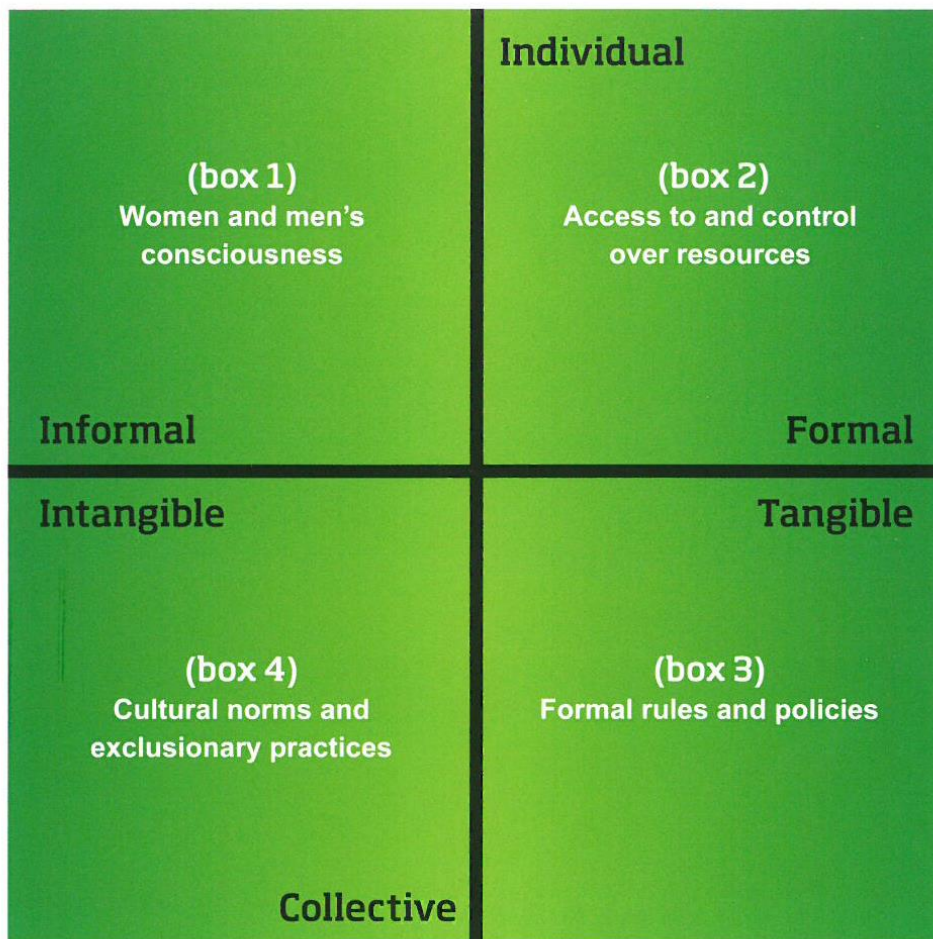 Individual
(box 1)
Women and men's
consciousness
(box 2)
Access to and control
over resources
Informal
Formal
Intangible
Tangible
(box 4)
Cultural norms and
exclusionary practices
(box 3)
Formal rules and policies
Collective